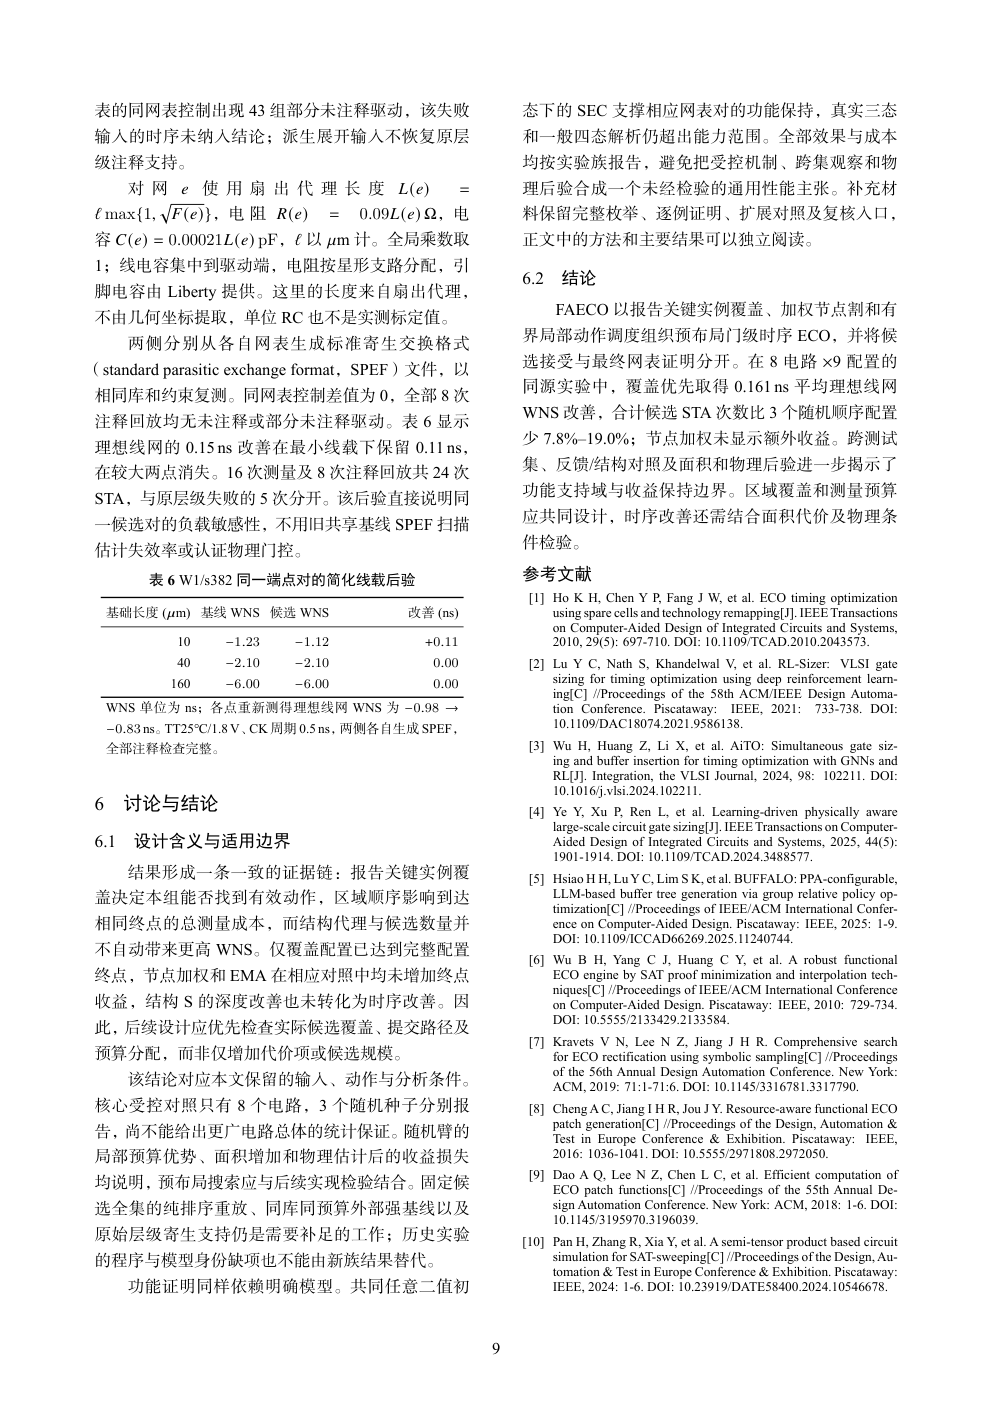 表的同网表控制出现 43 组部分未注释驱动，该失败
输入的时序未纳入结论；派生展开输入不恢复原层
级注释支持。
对网 e 使用扇出代理长度 L(e) =
ℓ max{1, √F(e)}，电阻 R(e) = 0.09L(e) Ω，电
容 C(e) = 0.00021L(e) pF，ℓ 以 μm 计。全局乘数取
1；线电容集中到驱动端，电阻按星形支路分配，引
脚电容由 Liberty 提供。这里的长度来自扇出代理，
不由几何坐标提取，单位 RC 也不是实测标定值。
两侧分别从各自网表生成标准寄生交换格式
（standard parasitic exchange format，SPEF）文件，以
相同库和约束复测。同网表控制差值为 0，全部 8 次
注释回放均无未注释或部分未注释驱动。表 6 显示
理想线网的 0.15 ns 改善在最小线载下保留 0.11 ns，
在较大两点消失。16 次测量及 8 次注释回放共 24 次
STA，与原层级失败的 5 次分开。该后验直接说明同
一候选对的负载敏感性，不用旧共享基线 SPEF 扫描
估计失效率或认证物理门控。
表 6 W1/s382 同一端点对的简化线载后验
基础长度 (μm) 基线 WNS 候选 WNS 改善 (ns)
10 −1.23 −1.12 +0.11
40 −2.10 −2.10 0.00
160 −6.00 −6.00 0.00
WNS 单位为 ns；各点重新测得理想线网 WNS 为 −0.98 →
−0.83 ns。TT25°C/1.8 V、CK 周期 0.5 ns，两侧各自生成 SPEF，
全部注释检查完整。
6 讨论与结论
6.1 设计含义与适用边界
结果形成一条一致的证据链：报告关键实例覆
盖决定本组能否找到有效动作，区域顺序影响到达
相同终点的总测量成本，而结构代理与候选数量并
不自动带来更高 WNS。仅覆盖配置已达到完整配置
终点，节点加权和 EMA 在相应对照中均未增加终点
收益，结构 S 的深度改善也未转化为时序改善。因
此，后续设计应优先检查实际候选覆盖、提交路径及
预算分配，而非仅增加代价项或候选规模。
该结论对应本文保留的输入、动作与分析条件。
核心受控对照只有 8 个电路，3 个随机种子分别报
告，尚不能给出更广电路总体的统计保证。随机臂的
局部预算优势、面积增加和物理估计后的收益损失
均说明，预布局搜索应与后续实现检验结合。固定候
选全集的纯排序重放、同库同预算外部强基线以及
原始层级寄生支持仍是需要补足的工作；历史实验
的程序与模型身份缺项也不能由新族结果替代。
功能证明同样依赖明确模型。共同任意二值初
态下的 SEC 支撑相应网表对的功能保持，真实三态
和一般四态解析仍超出能力范围。全部效果与成本
均按实验族报告，避免把受控机制、跨集观察和物
理后验合成一个未经检验的通用性能主张。补充材
料保留完整枚举、逐例证明、扩展对照及复核入口，
正文中的方法和主要结果可以独立阅读。
6.2 结论
FAECO 以报告关键实例覆盖、加权节点割和有
界局部动作调度组织预布局门级时序 ECO，并将候
选接受与最终网表证明分开。在 8 电路 ×9 配置的
同源实验中，覆盖优先取得 0.161 ns 平均理想线网
WNS 改善，合计候选 STA 次数比 3 个随机顺序配置
少 7.8%–19.0%；节点加权未显示额外收益。跨测试
集、反馈/结构对照及面积和物理后验进一步揭示了
功能支持域与收益保持边界。区域覆盖和测量预算
应共同设计，时序改善还需结合面积代价及物理条
件检验。
参考文献
[1] Ho K H, Chen Y P, Fang J W, et al. ECO timing optimization
using spare cells and technology remapping[J]. IEEE Transactions
on Computer-Aided Design of Integrated Circuits and Systems,
2010, 29(5): 697-710. DOI: 10.1109/TCAD.2010.2043573.
[2] Lu Y C, Nath S, Khandelwal V, et al. RL-Sizer: VLSI gate
sizing for timing optimization using deep reinforcement learn-
ing[C] //Proceedings of the 58th ACM/IEEE Design Automa-
tion Conference. Piscataway: IEEE, 2021: 733-738. DOI:
10.1109/DAC18074.2021.9586138.
[3] Wu H, Huang Z, Li X, et al. AiTO: Simultaneous gate siz-
ing and buffer insertion for timing optimization with GNNs and
RL[J]. Integration, the VLSI Journal, 2024, 98: 102211. DOI:
10.1016/j.vlsi.2024.102211.
[4] Ye Y, Xu P, Ren L, et al. Learning-driven physically aware
large-scale circuit gate sizing[J]. IEEE Transactions on Computer-
Aided Design of Integrated Circuits and Systems, 2025, 44(5):
1901-1914. DOI: 10.1109/TCAD.2024.3488577.
[5] Hsiao H H, Lu Y C, Lim S K, et al. BUFFALO: PPA-configurable,
LLM-based buffer tree generation via group relative policy op-
timization[C] //Proceedings of IEEE/ACM International Confer-
ence on Computer-Aided Design. Piscataway: IEEE, 2025: 1-9.
DOI: 10.1109/ICCAD66269.2025.11240744.
[6] Wu B H, Yang C J, Huang C Y, et al. A robust functional
ECO engine by SAT proof minimization and interpolation tech-
niques[C] //Proceedings of IEEE/ACM International Conference
on Computer-Aided Design. Piscataway: IEEE, 2010: 729-734.
DOI: 10.5555/2133429.2133584.
[7] Kravets V N, Lee N Z, Jiang J H R. Comprehensive search
for ECO rectification using symbolic sampling[C] //Proceedings
of the 56th Annual Design Automation Conference. New York:
ACM, 2019: 71:1-71:6. DOI: 10.1145/3316781.3317790.
[8] Cheng A C, Jiang I H R, Jou J Y. Resource-aware functional ECO
patch generation[C] //Proceedings of the Design, Automation &
Test in Europe Conference & Exhibition. Piscataway: IEEE,
2016: 1036-1041. DOI: 10.5555/2971808.2972050.
[9] Dao A Q, Lee N Z, Chen L C, et al. Efficient computation of
ECO patch functions[C] //Proceedings of the 55th Annual De-
sign Automation Conference. New York: ACM, 2018: 1-6. DOI:
10.1145/3195970.3196039.
[10] Pan H, Zhang R, Xia Y, et al. A semi-tensor product based circuit
simulation for SAT-sweeping[C] //Proceedings of the Design, Au-
tomation & Test in Europe Conference & Exhibition. Piscataway:
IEEE, 2024: 1-6. DOI: 10.23919/DATE58400.2024.10546678.
9